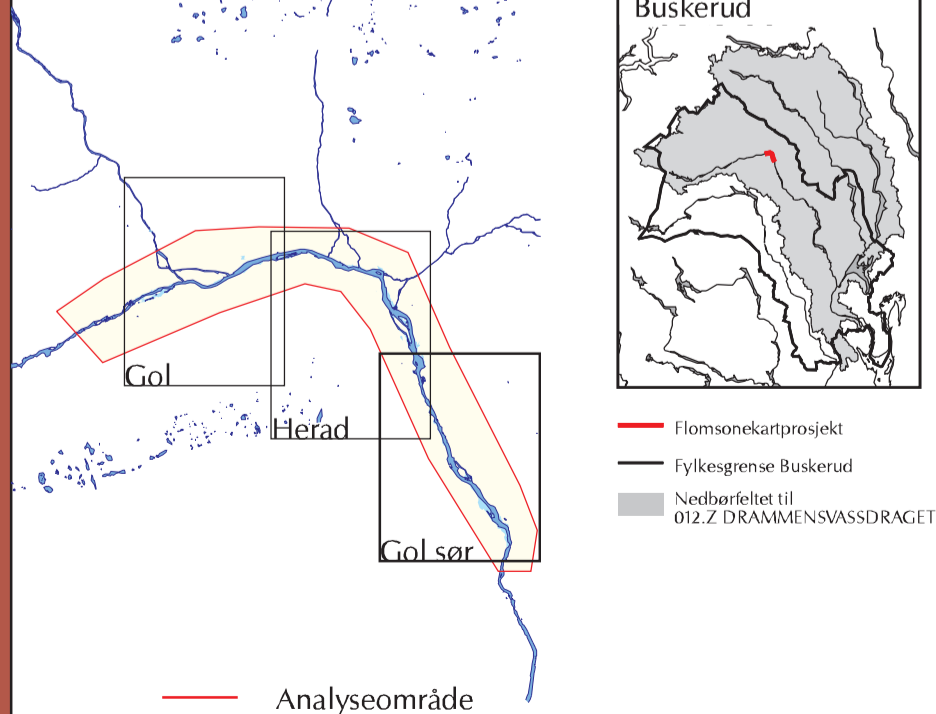 Buskerud
Gol
Herad
Gol sør
Analyseområde
Flomsonekartprosjekt
Fylkesgrense Buskerud
Nedbørfeltet til
012.Z DRAMMENSVASSDRAGET